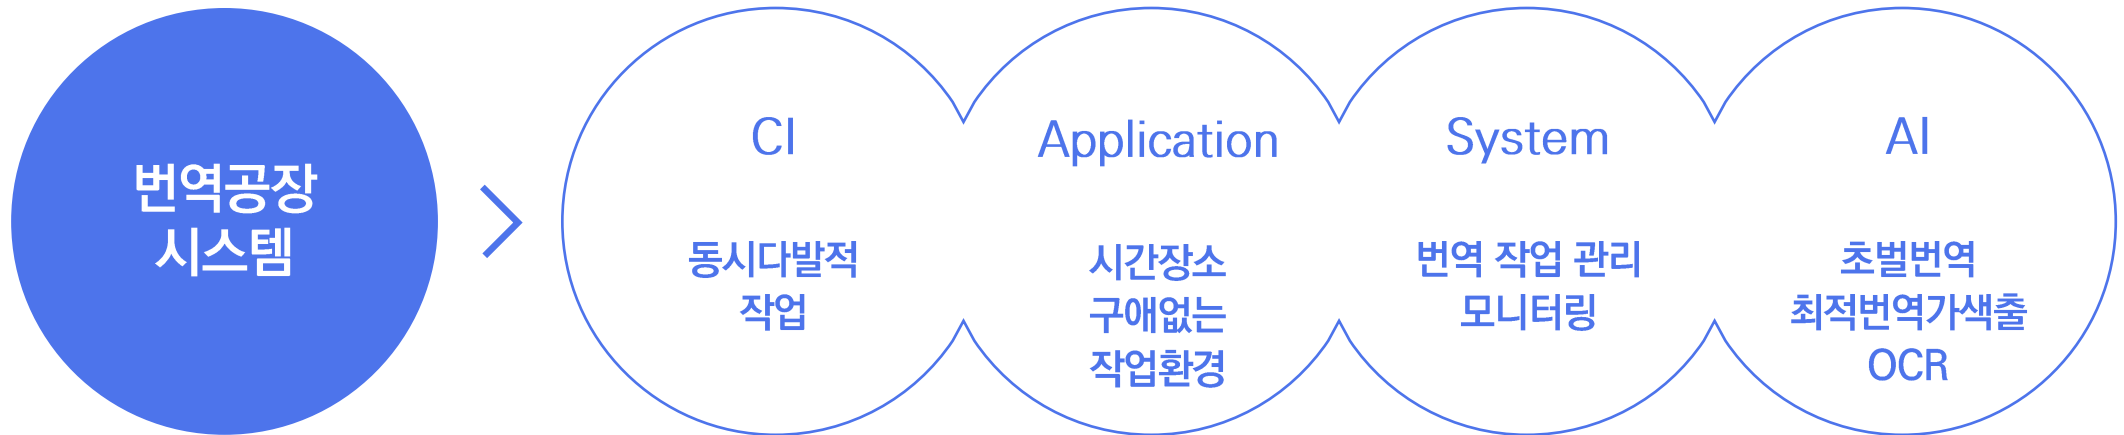 번역공장
시스템
CI
동시다발적
작업
Application
시간장소
구애없는
작업환경
System
번역 작업 관리
모니터링
AI
초벌번역
최적번역가색출
OCR